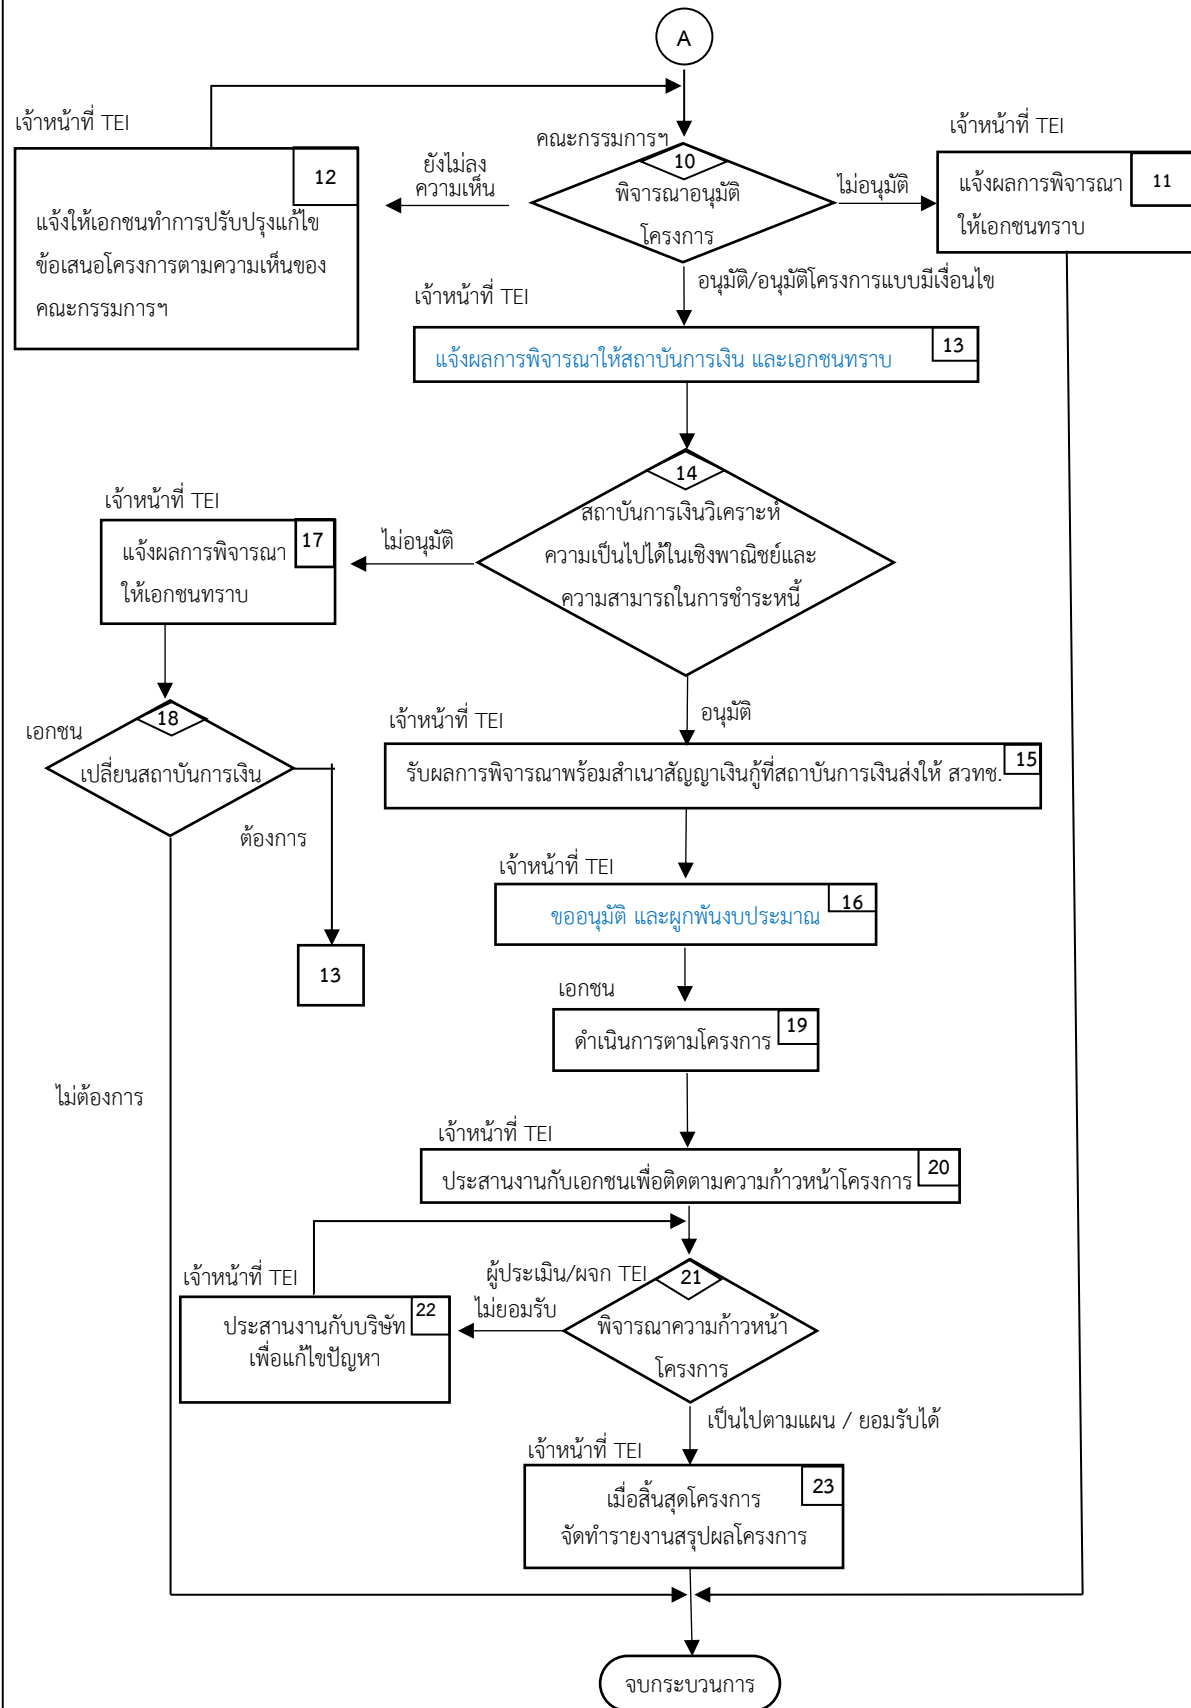 A
เจ้าหน้าที่ TEI
12
แจ้งให้เอกชนทำการปรับปรุงแก้ไข
ข้อเสนอโครงการตามความเห็นของ
คณะกรรมการฯ
ยังไม่ลง
ความเห็น
คณะกรรมการฯ
10
พิจารณาอนุมัติ
โครงการ
ไม่อนุมัติ
เจ้าหน้าที่ TEI
11
แจ้งผลการพิจารณา
ให้เอกชนทราบ
อนุมัติ/อนุมัติโครงการแบบมีเงื่อนไข
เจ้าหน้าที่ TEI
13
แจ้งผลการพิจารณาให้สถาบันการเงิน และเอกชนทราบ
14
สถาบันการเงินวิเคราะห์
ความเป็นไปได้ในเชิงพาณิชย์และ
ความสามารถในการชำระหนี้
ไม่อนุมัติ
เจ้าหน้าที่ TEI
17
แจ้งผลการพิจารณา
ให้เอกชนทราบ
เอกชน
18
เปลี่ยนสถาบันการเงิน
ต้องการ
13
ไม่ต้องการ
อนุมัติ
เจ้าหน้าที่ TEI
15
รับผลการพิจารณาพร้อมสำเนาสัญญาเงินกู้ที่สถาบันการเงินส่งให้ สวทช.
เจ้าหน้าที่ TEI
16
ขออนุมัติ และผูกพันงบประมาณ
เอกชน
19
ดำเนินการตามโครงการ
เจ้าหน้าที่ TEI
20
ประสานงานกับเอกชนเพื่อติดตามความก้าวหน้าโครงการ
ผู้ประเมิน/ผจก TEI
21
พิจารณาความก้าวหน้า
โครงการ
ไม่ยอมรับ
เจ้าหน้าที่ TEI
22
ประสานงานกับบริษัท
เพื่อแก้ไขปัญหา
เป็นไปตามแผน / ยอมรับได้
เจ้าหน้าที่ TEI
23
เมื่อสิ้นสุดโครงการ
จัดทำรายงานสรุปผลโครงการ
จบกระบวนการ